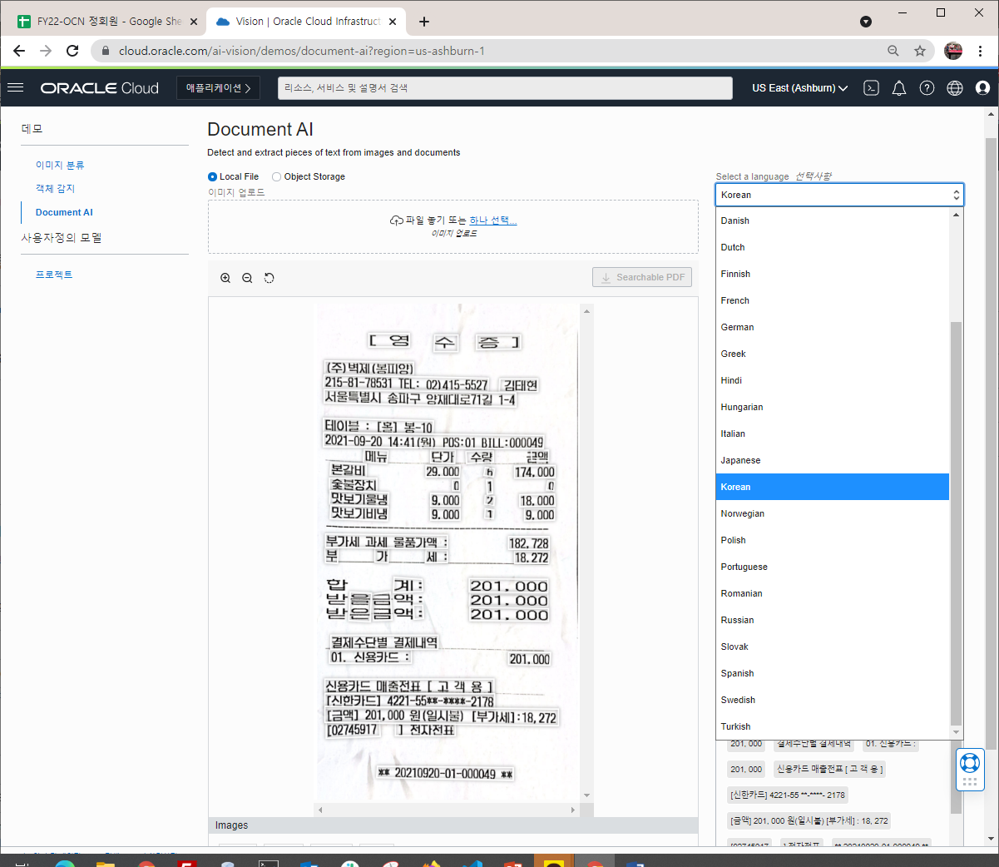 FY22-OCN 정회원 - Google She
Vision | Oracle Cloud Infrastruct
cloud.oracle.com/ai-vision/demos/document-ai?region=us-ashburn-1
ORACLE Cloud
애플리케이션
리소스, 서비스 및 설명서 검색
US East (Ashburn)
데모
이미지 분류
객체 감지
Document AI
사용자정의 모델
프로젝트
Document AI
Detect and extract pieces of text from images and documents
Local File
Object Storage
이미지 업로드
파일 놓기 또는 하나 선택...
이미지 업로드
Searchable PDF
[ 영 수 증 ]
(주)벽제(봉피양)
215-81-78531 TEL: 02)415-5527 김태현
서울특별시 송파구 양재대로71길 1-4
테이블 : [홀] 봉-10
2021-09-20 14:41(월) POS:01 BILL:000049
메뉴 단가 수량 금액
본갈비 29.000 6 174.000
숯불장치 0 1 0
맛보기물냉 9.000 2 18.000
맛보기비냉 9.000 1 9.000
부가세 과세 물품가액 : 182.728
부 가 세 : 18.272
합 계: 201.000
받을금액: 201.000
받은금액: 201.000
결제수단별 결제내역
01. 신용카드 : 201.000
신용카드 매출전표 [ 고 객 용 ]
[신한카드] 4221-55**-****-2178
[금액] 201,000 원(일시불) [부가세]:18,272
[02745917 ] 전자전표
** 20210920-01-000049 **
Images
Select a language 선택사항
Korean
Danish
Dutch
Finnish
French
German
Greek
Hindi
Hungarian
Italian
Japanese
Korean
Norwegian
Polish
Portuguese
Romanian
Russian
Slovak
Spanish
Swedish
Turkish
201, 000 결제수단별 결제내역 01. 신용카드 :
201, 000 신용카드 매출전표 [ 고 객 용 ]
[신한카드] 4221-55 **-****- 2178
[금액] 201, 000 원(일시불) [부가세] : 18, 272
[02745917 ] 전자전표 ** 20210920-01-000049 **